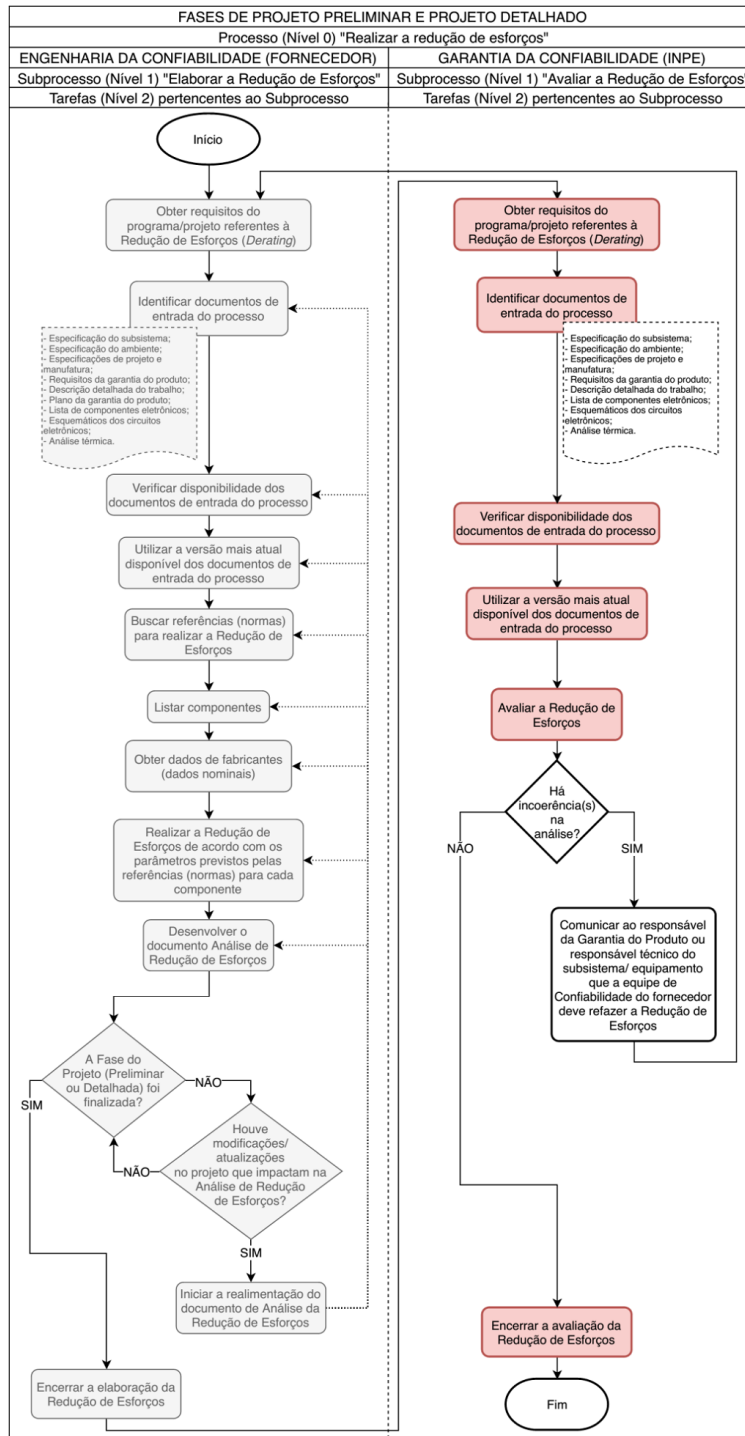 FASES DE PROJETO PRELIMINAR E PROJETO DETALHADO
Processo (Nível 0) "Realizar a redução de esforços"
ENGENHARIA DA CONFIABILIDADE (FORNECEDOR)
Subprocesso (Nível 1) "Elaborar a Redução de Esforços"
Tarefas (Nível 2) pertencentes ao Subprocesso
Início
Obter requisitos do
programa/projeto referentes à
Redução de Esforços (Derating)
Identificar documentos de
entrada do processo
- Especificação do subsistema;
- Especificação do ambiente;
- Especificações de projeto e
manufatura;
- Requisitos da garantia do produto;
- Descrição detalhada do trabalho;
- Plano da garantia do produto;
- Lista de componentes eletrônicos;
- Esquemáticos dos circuitos
eletrônicos;
- Análise térmica.
Verificar disponibilidade dos
documentos de entrada do processo
Utilizar a versão mais atual
disponível dos documentos de
entrada do processo
Buscar referências (normas)
para realizar a Redução de
Esforços
Listar componentes
Obter dados de fabricantes
(dados nominais)
Realizar a Redução de
Esforços de acordo com os
parâmetros previstos pelas
referências (normas) para cada
componente
Desenvolver o
documento Análise de
Redução de Esforços
A Fase do
Projeto (Preliminar
ou Detalhada) foi
finalizada?
NÃO
SIM
Houve
modificações/
atualizações
no projeto que impactam na
Análise de Redução
de Esforços?
NÃO
SIM
Iniciar a realimentação do
documento de Análise da
Redução de Esforços
Encerrar a elaboração da
Redução de Esforços
GARANTIA DA CONFIABILIDADE (INPE)
Subprocesso (Nível 1) "Avaliar a Redução de Esforços"
Tarefas (Nível 2) pertencentes ao Subprocesso
Obter requisitos do
programa/projeto referentes à
Redução de Esforços (Derating)
Identificar documentos de
entrada do processo
- Especificação do subsistema;
- Especificação do ambiente;
- Especificações de projeto e
manufatura;
- Requisitos da garantia do produto;
- Descrição detalhada do trabalho;
- Plano da garantia do produto;
- Lista de componentes eletrônicos;
- Esquemáticos dos circuitos
eletrônicos;
- Análise térmica.
Verificar disponibilidade dos
documentos de entrada do processo
Utilizar a versão mais atual
disponível dos documentos de
entrada do processo
Avaliar a Redução de
Esforços
Há
incoerência(s)
na
análise?
NÃO
SIM
Comunicar ao responsável
da Garantia do Produto ou
responsável técnico do
subsistema/ equipamento
que a equipe de
Confiabilidade do fornecedor
deve refazer a Redução de
Esforços
Encerrar a avaliação da
Redução de Esforços
Fim